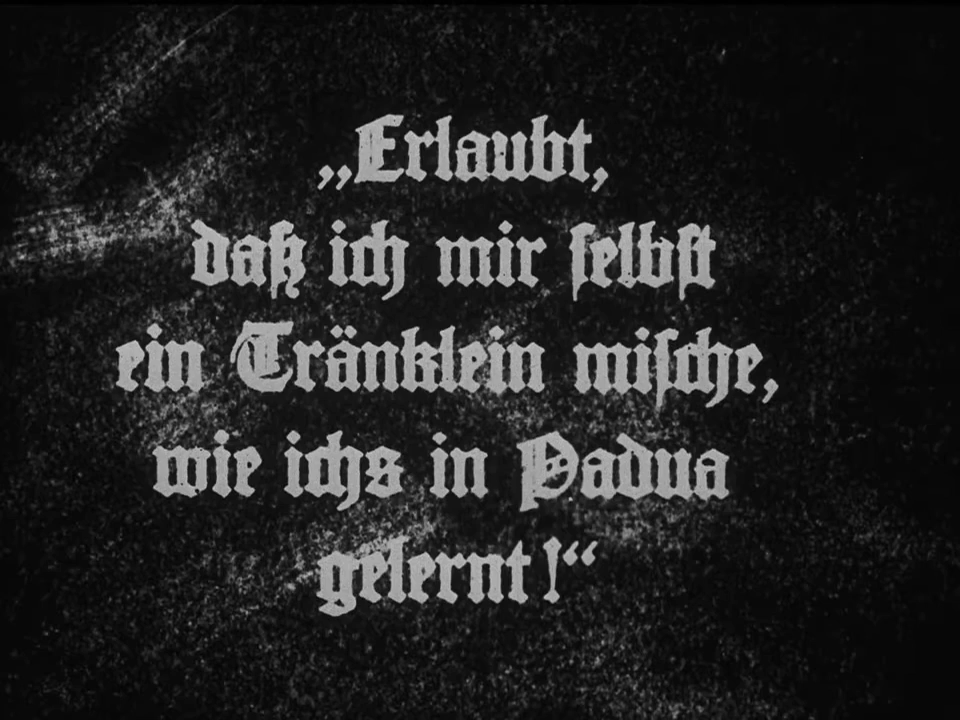 „Erlaubt,
daß ich mir selbst
ein Tränklein mische,
wie ichs in Padua
gelernt!“